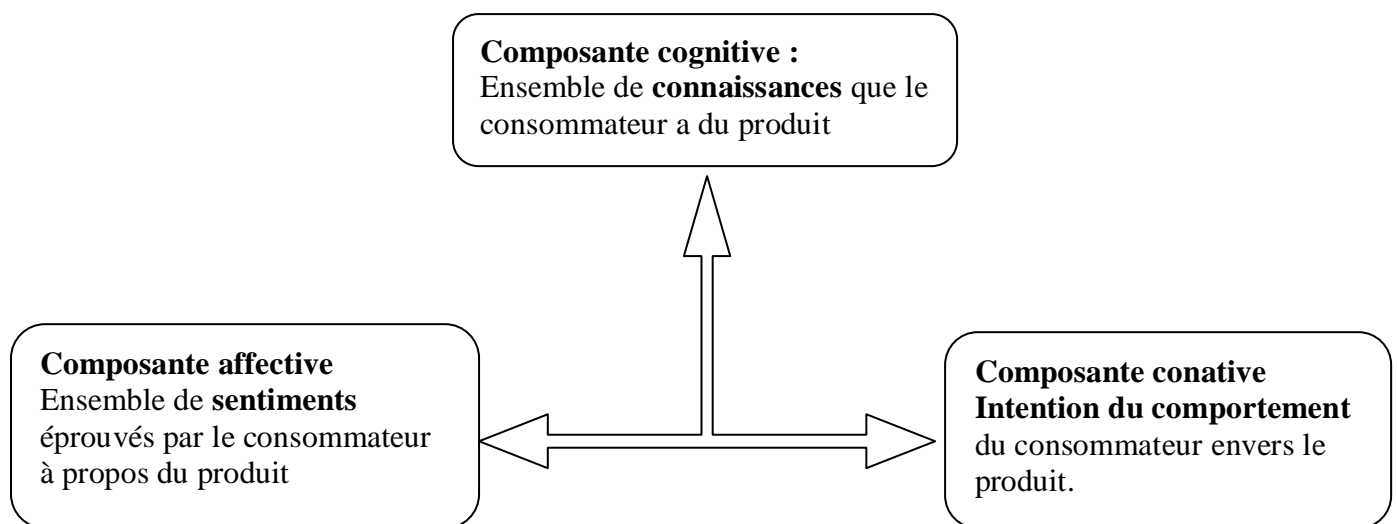 Composante cognitive :
Ensemble de connaissances que le
consommateur a du produit
Composante affective
Ensemble de sentiments
éprouvés par le consommateur
à propos du produit
Composante conative
Intention du comportement
du consommateur envers le
produit.